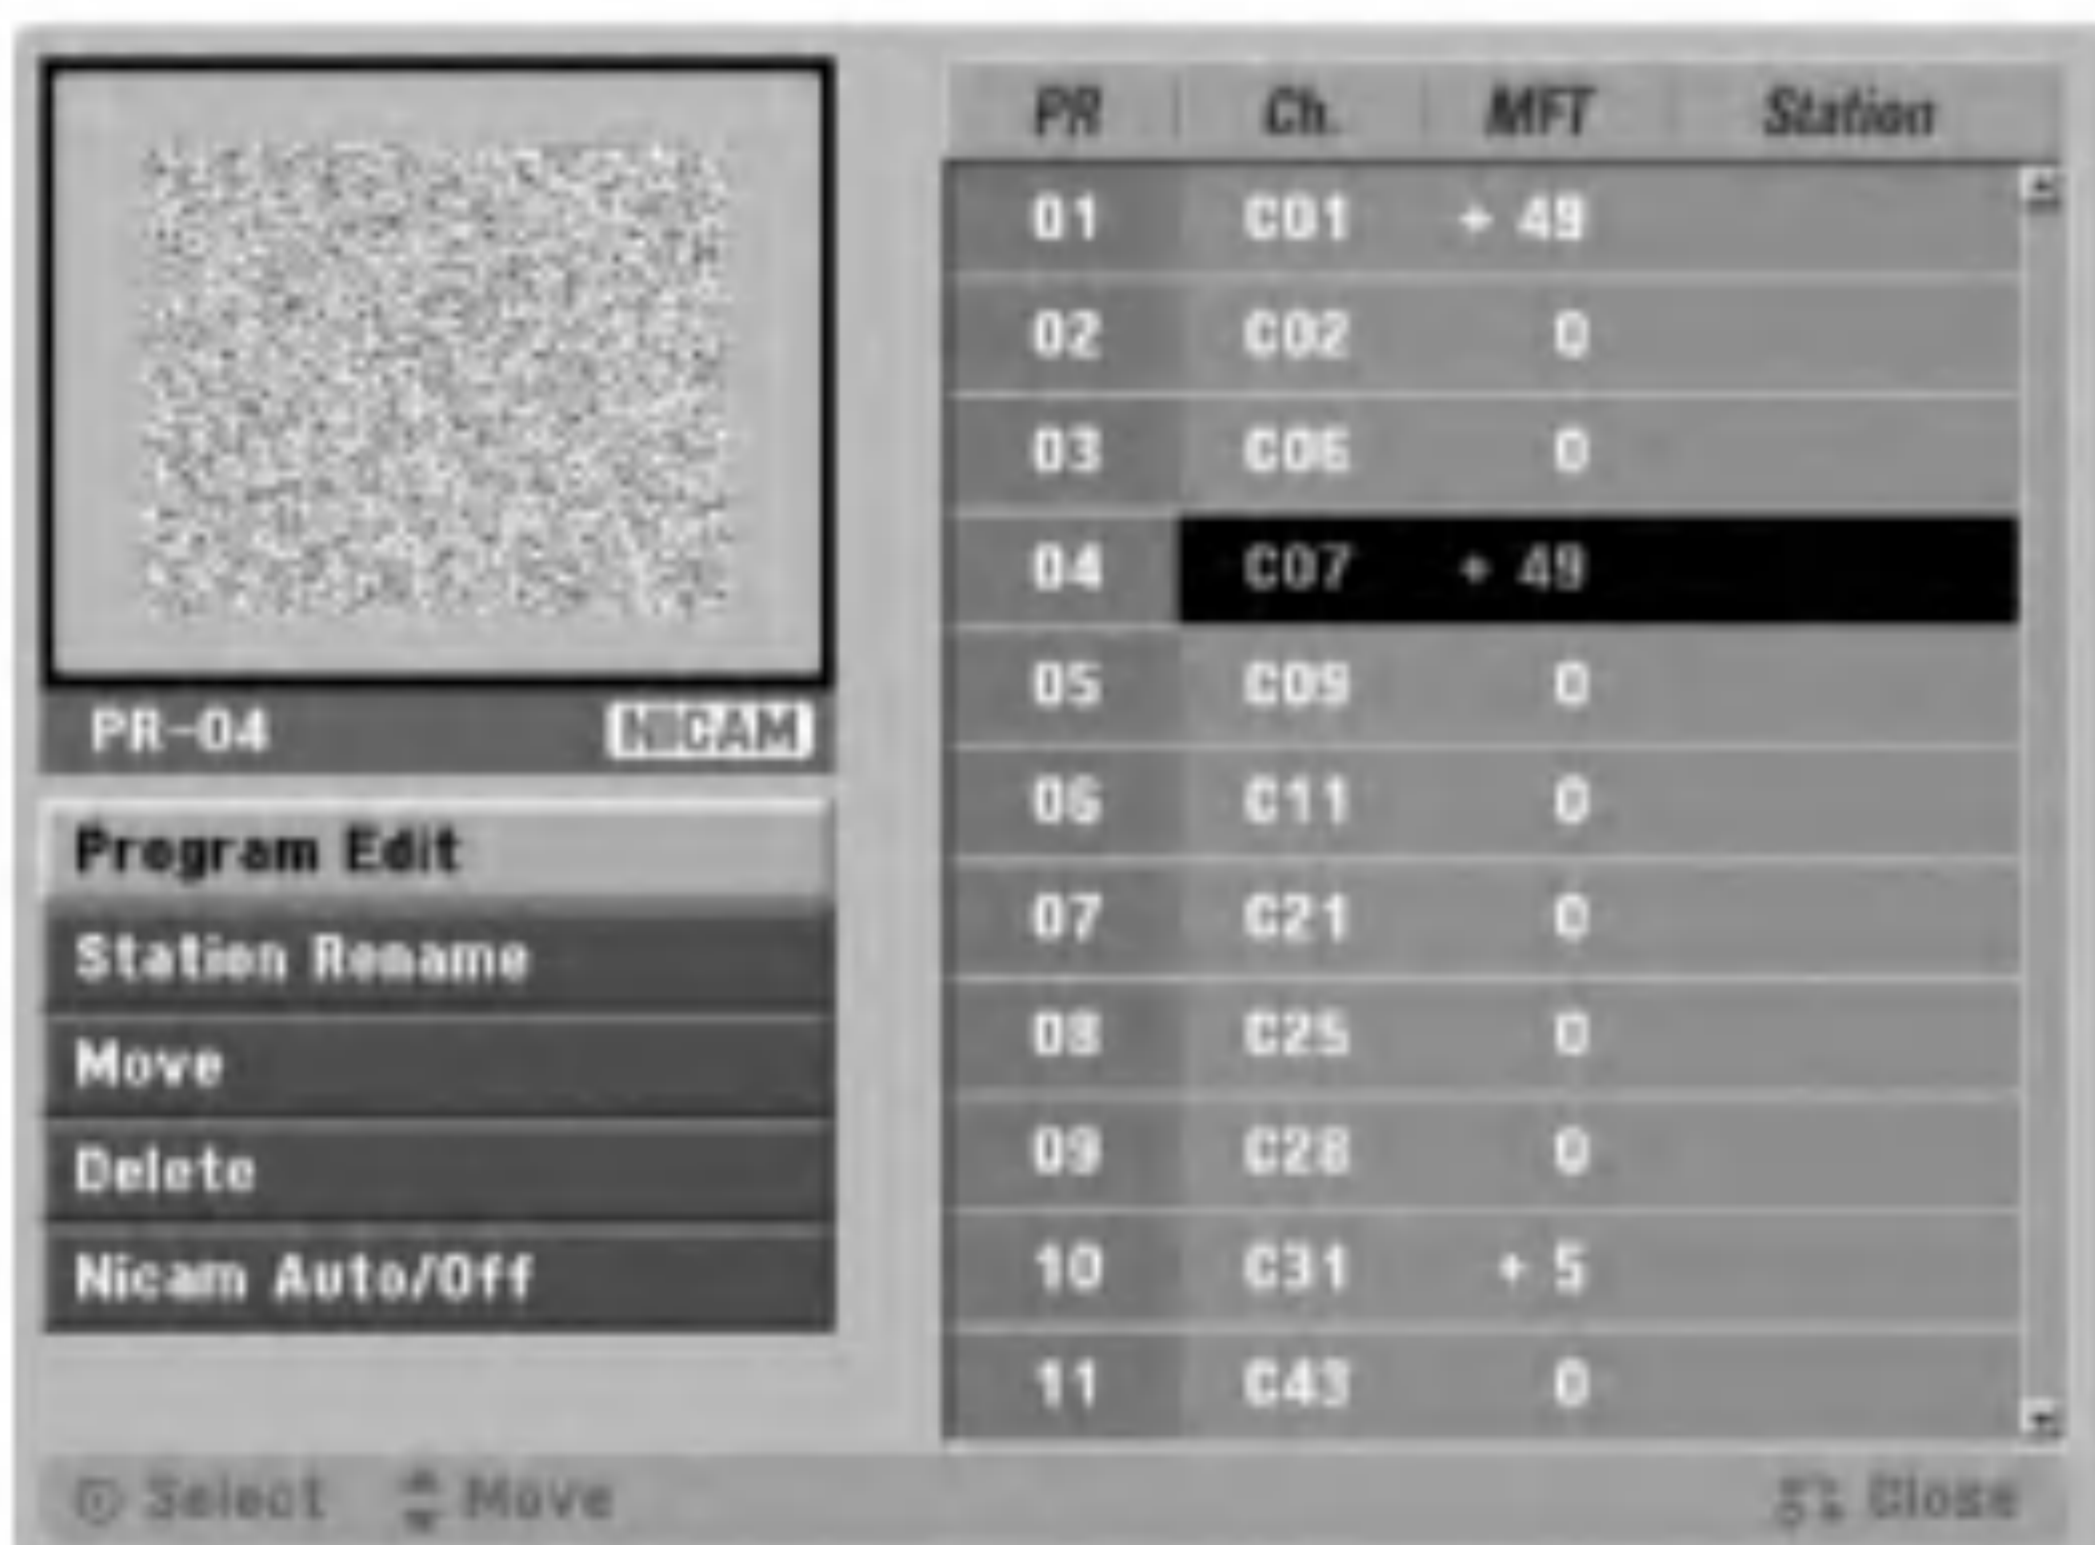 PR-04 NICAM
Program Edit
Station Rename
Move
Delete
Nicam Auto/Off
PR Ch. MFT Station
01 C01 + 49
02 C02 0
03 C06 0
04 C07 + 49
05 C09 0
06 C11 0
07 C21 0
08 C25 0
09 C28 0
10 C31 + 5
11 C43 0
Select Move Close